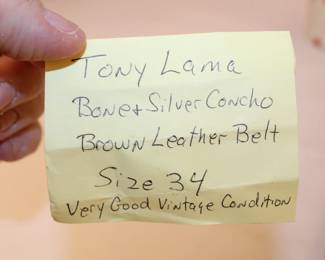 Tony Lama
Bone & Silver Concho
Brown Leather Belt
Size 34
Very Good Vintage Condition